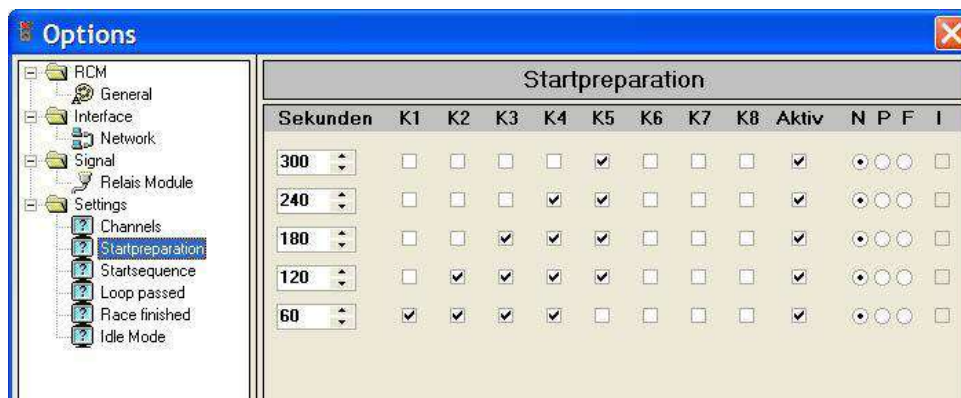 Options
RCM
General
Interface
Network
Signal
Relais Module
Settings
Channels
Startpreparation
Startsequence
Loop passed
Race finished
Idle Mode
Startpreparation
Sekunden K1 K2 K3 K4 K5 K6 K7 K8 Aktiv N P F I
300
240
180
120
60